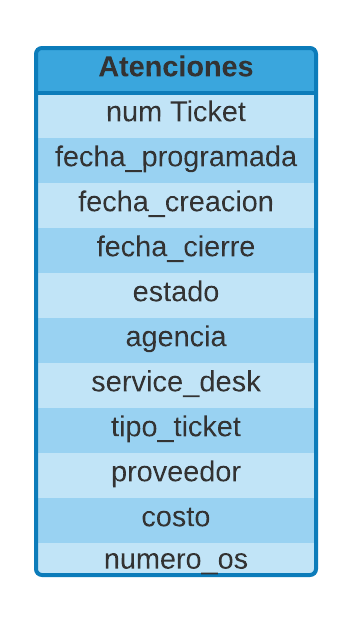 Atenciones
num Ticket
fecha_programada
fecha_creacion
fecha_cierre
estado
agencia
service_desk
tipo_ticket
proveedor
costo
numero_os